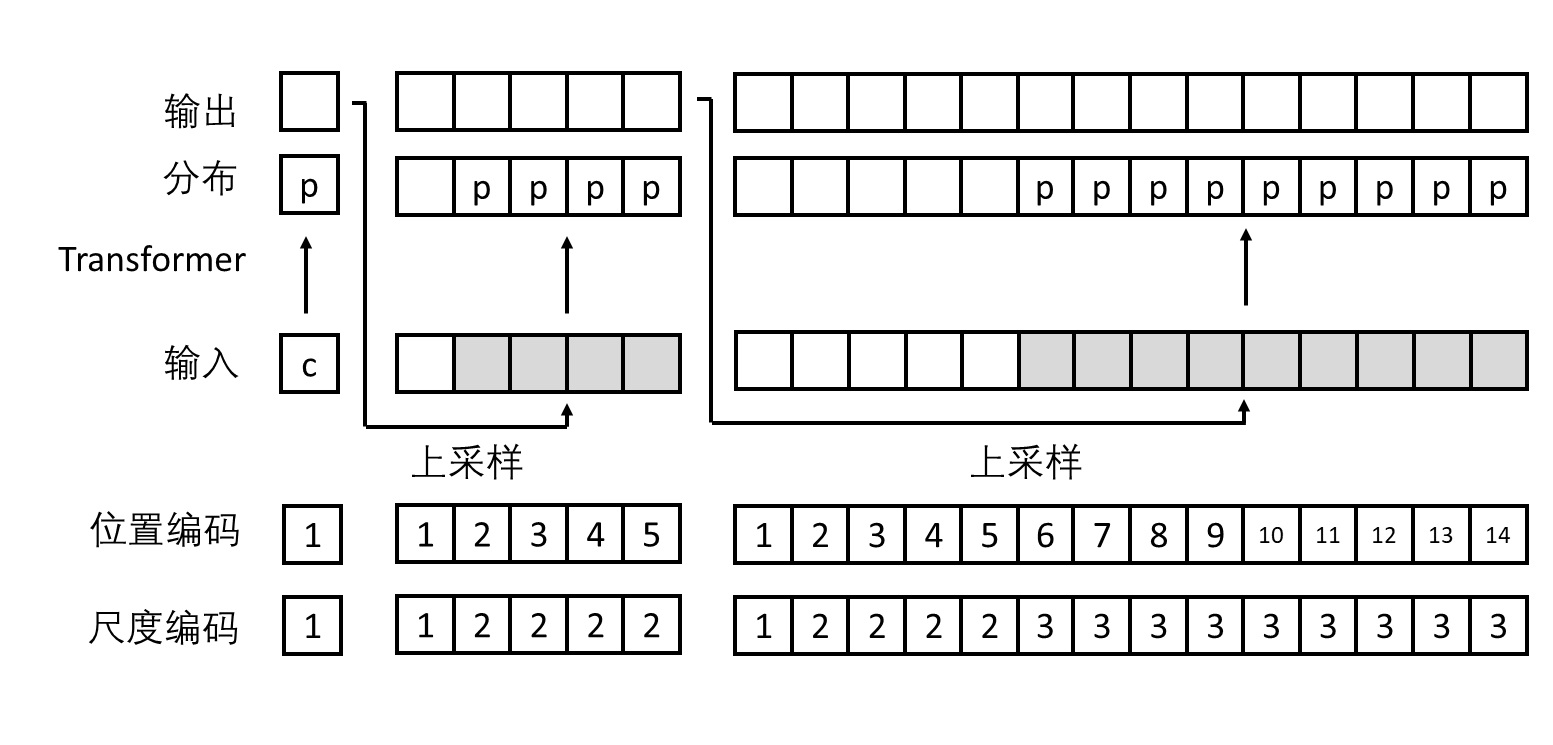 输出
分布 p p p p p p p p p p p p p p
Transformer
输入 c
上采样 上采样
位置编码 1 1 2 3 4 5 1 2 3 4 5 6 7 8 9 10 11 12 13 14
尺度编码 1 1 2 2 2 2 1 2 2 2 2 3 3 3 3 3 3 3 3 3